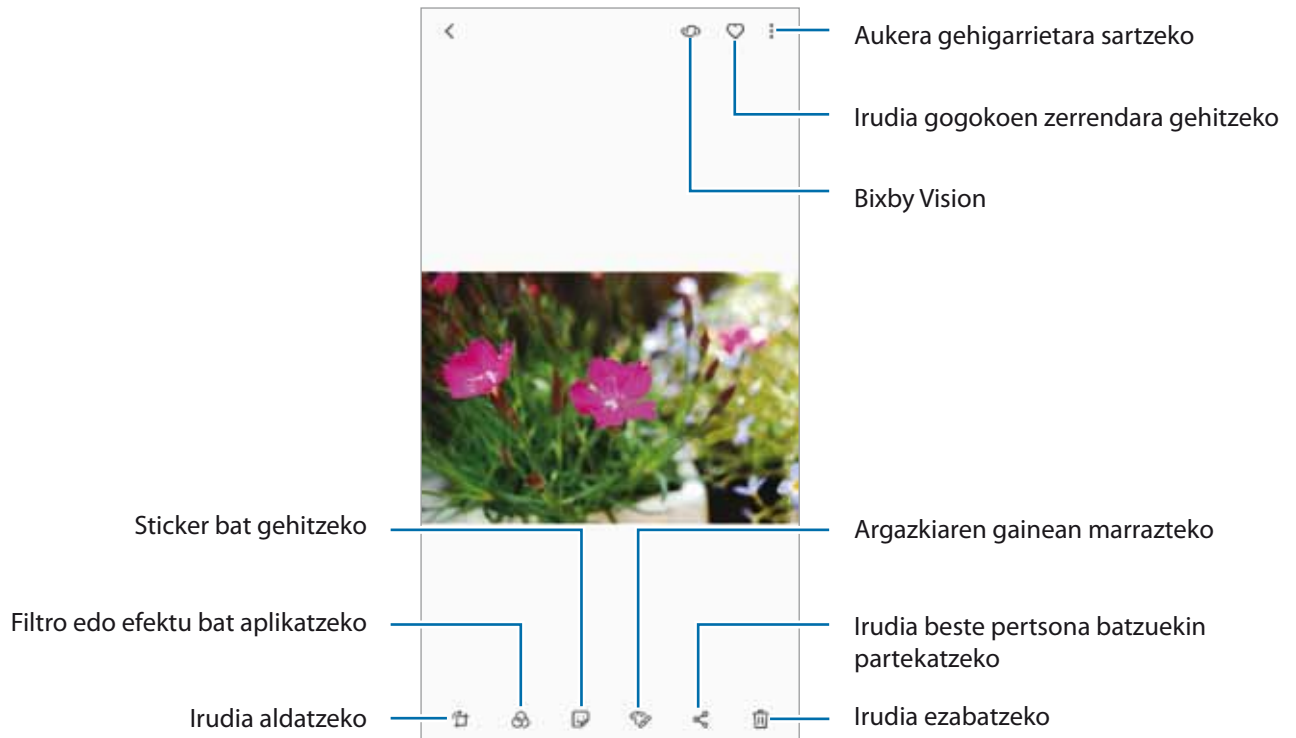 Aukera gehigarrietara sartzeko
Irudia gogokoen zerrendara gehitzeko
Bixby Vision
Sticker bat gehitzeko
Argazkiaren gainean marrazteko
Filtro edo efektu bat aplikatzeko
Irudia beste pertsona batzuekin
partekatzeko
Irudia aldatzeko
Irudia ezabatzeko